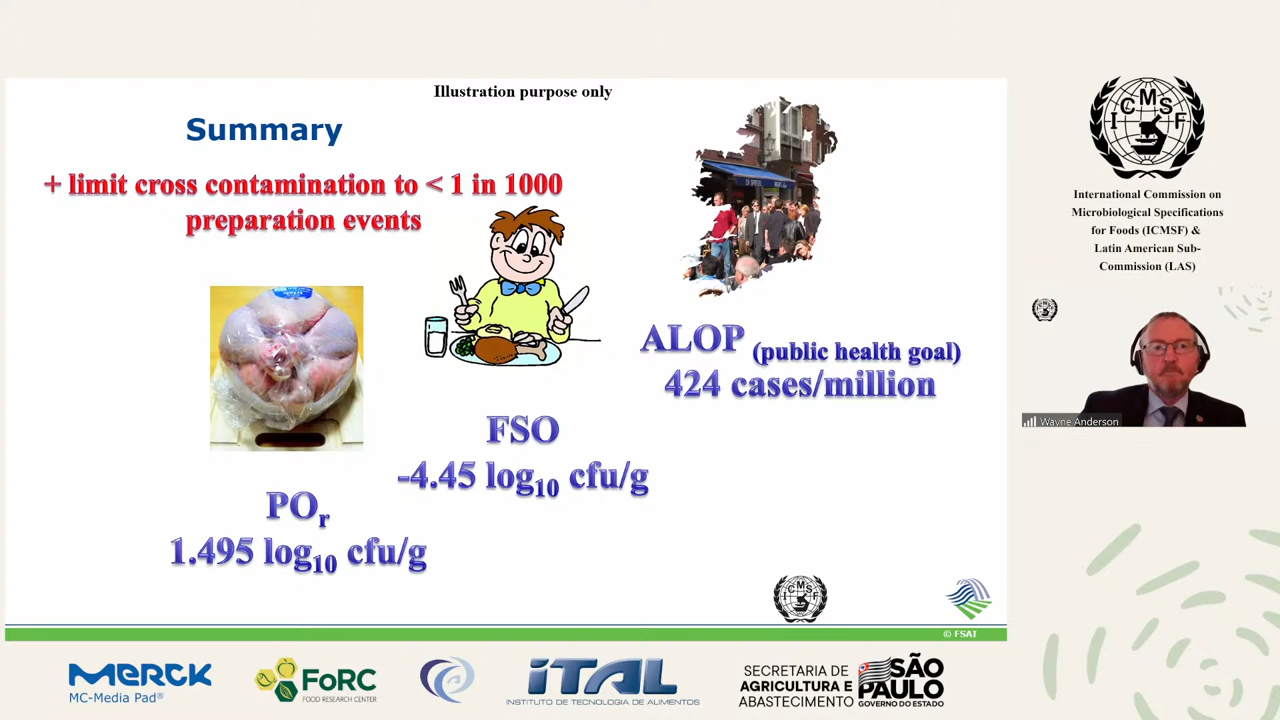 Illustration purpose only
Summary
+ limit cross contamination to < 1 in 1000
preparation events
ALOP (public health goal)
424 cases/million
FSO
-4.45 log10 cfu/g
POr
1.495 log10 cfu/g
ICMSF
© FSAI
ICMSF
International Commission on
Microbiological Specifications
for Foods (ICMSF) &
Latin American Sub-
Commission (LAS)
Wayne Anderson
MERCK
MC-Media Pad®
FoRC
FOOD RESEARCH CENTER
iTAL
INSTITUTO DE TECNOLOGIA DE ALIMENTOS
SECRETARIA DE
AGRICULTURA E
ABASTECIMENTO
SÃO
PAULO
GOVERNO DO ESTADO